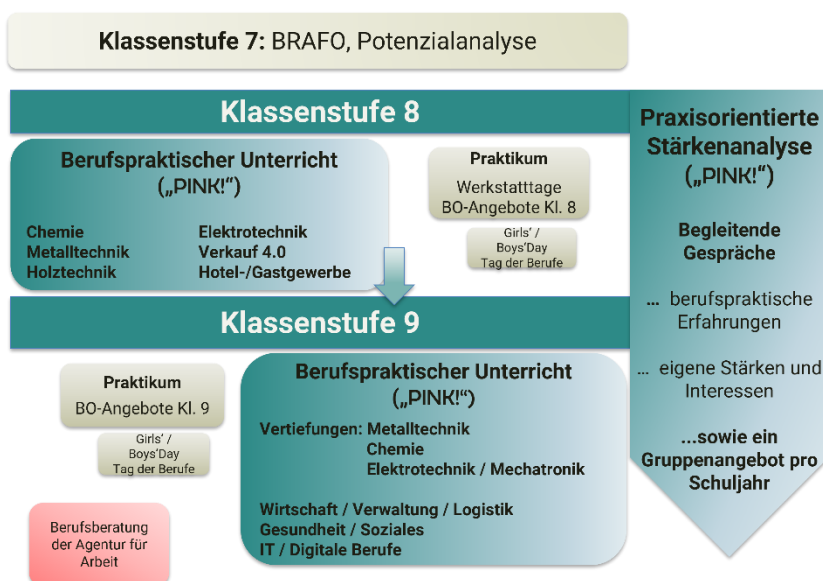 Klassenstufe 7: BRAFO, Potenzialanalyse
Klassenstufe 8
Berufspraktischer Unterricht
(„PINK!“)
Chemie
Metalltechnik
Holztechnik
Elektrotechnik
Verkauf 4.0
Hotel-/Gastgewerbe
Praktikum
Werkstatttage
BO-Angebote Kl. 8
Girls’ /
Boys’Day
Tag der Berufe
Klassenstufe 9
Praktikum
BO-Angebote Kl. 9
Girls’ /
Boys’Day
Tag der Berufe
Berufsberatung
der Agentur für
Arbeit
Berufspraktischer Unterricht
(„PINK!“)
Vertiefungen: Metalltechnik
Chemie
Elektrotechnik / Mechatronik
Wirtschaft / Verwaltung / Logistik
Gesundheit / Soziales
IT / Digitale Berufe
Praxisorientierte
Stärkenanalyse
(„PINK!“)
Begleitende
Gespräche
... berufspraktische
Erfahrungen
... eigene Stärken und
Interessen
...sowie ein
Gruppenangebot pro
Schuljahr